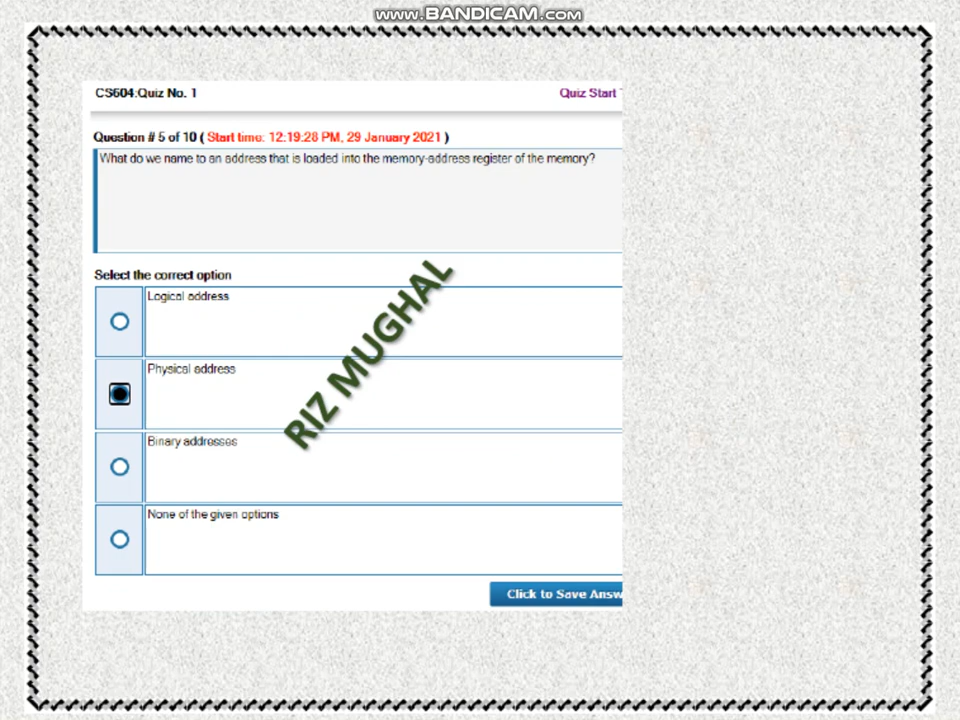 www.BANDICAM.com
CS604:Quiz No. 1
Quiz Start
Question # 5 of 10 ( Start time: 12:19:28 PM, 29 January 2021 )
What do we name to an address that is loaded into the memory-address register of the memory?
Select the correct option
Logical address
Physical address
RIZ MUGHAL
Binary addresses
None of the given options
Click to Save Answ